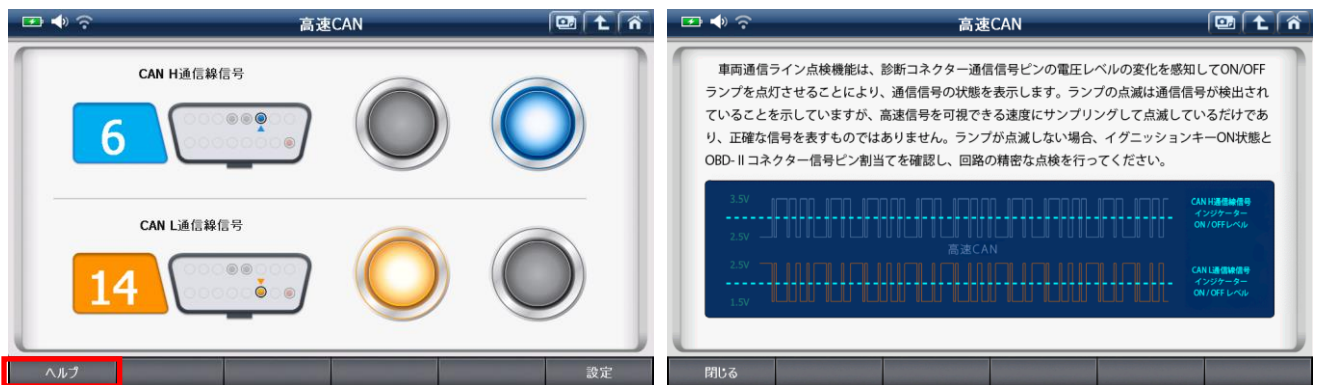 高速CAN
CAN H通信線信号
6
CAN L通信線信号
14
ヘルプ
設定
高速CAN
車両通信ライン点検機能は、診断コネクター通信信号ピンの電圧レベルの変化を感知してON/OFF
ランプを点灯させることにより、通信信号の状態を表示します。ランプの点滅は通信信号が検出され
ていることを示していますが、高速信号を可視できる速度にサンプリングして点滅しているだけであ
り、正確な信号を表すものではありません。ランプが点滅しない場合、イグニッションキーON状態と
OBD-IIコネクター信号ピン割当てを確認し、回路の精密な点検を行ってください。
3.5V
CAN H通信線信号
インジケーター
ON / OFFレベル
2.5V
高速CAN
2.5V
CAN L通信線信号
インジケーター
ON / OFF レベル
1.5V
閉じる